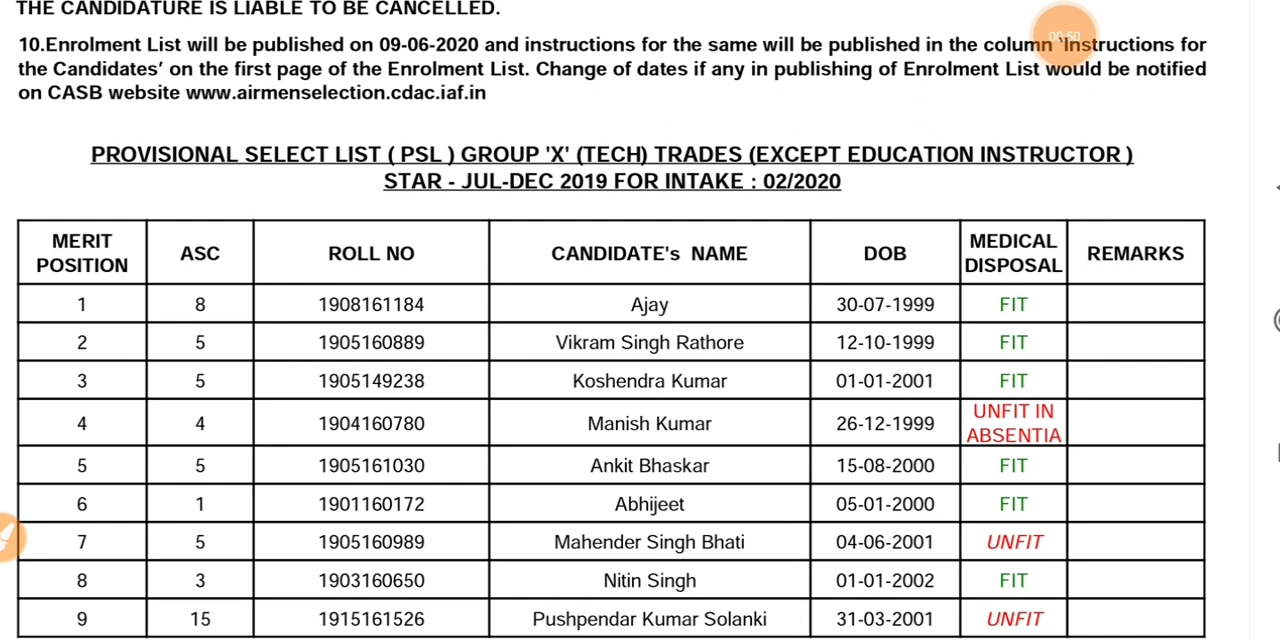 THE CANDIDATURE IS LIABLE TO BE CANCELLED.
10.Enrolment List will be published on 09-06-2020 and instructions for the same will be published in the column 'Instructions for
the Candidates' on the first page of the Enrolment List. Change of dates if any in publishing of Enrolment List would be notified
on CASB website www.airmenselection.cdac.iaf.in
00:50
PROVISIONAL SELECT LIST ( PSL ) GROUP 'X' (TECH) TRADES (EXCEPT EDUCATION INSTRUCTOR )
STAR - JUL-DEC 2019 FOR INTAKE : 02/2020
MERIT POSITION ASC ROLL NO CANDIDATE's NAME DOB MEDICAL DISPOSAL REMARKS
1 8 1908161184 Ajay 30-07-1999 FIT
2 5 1905160889 Vikram Singh Rathore 12-10-1999 FIT
3 5 1905149238 Koshendra Kumar 01-01-2001 FIT
4 4 1904160780 Manish Kumar 26-12-1999 UNFIT IN ABSENTIA
5 5 1905161030 Ankit Bhaskar 15-08-2000 FIT
6 1 1901160172 Abhijeet 05-01-2000 FIT
7 5 1905160989 Mahender Singh Bhati 04-06-2001 UNFIT
8 3 1903160650 Nitin Singh 01-01-2002 FIT
9 15 1915161526 Pushpendar Kumar Solanki 31-03-2001 UNFIT